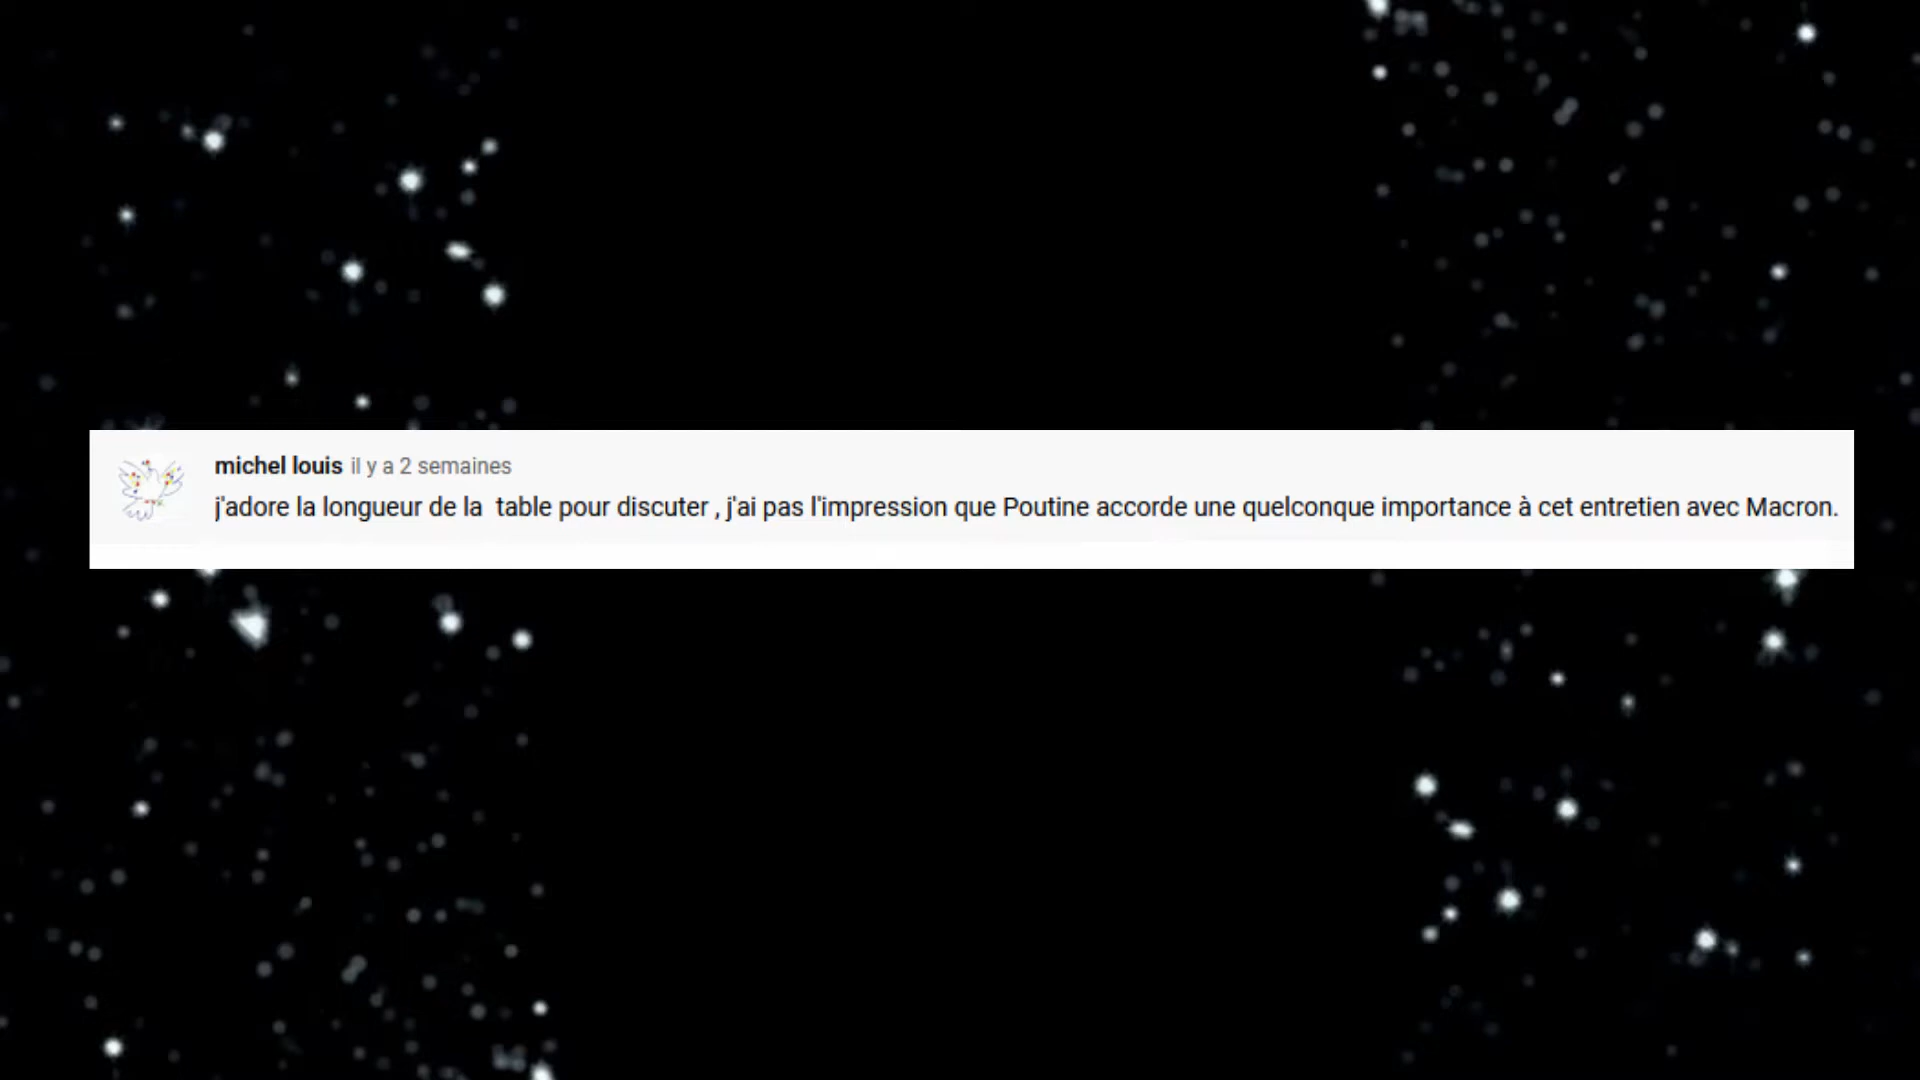 michel louis il y a 2 semaines
j'adore la longueur de la  table pour discuter , j'ai pas l'impression que Poutine accorde une quelconque importance à cet entretien avec Macron.